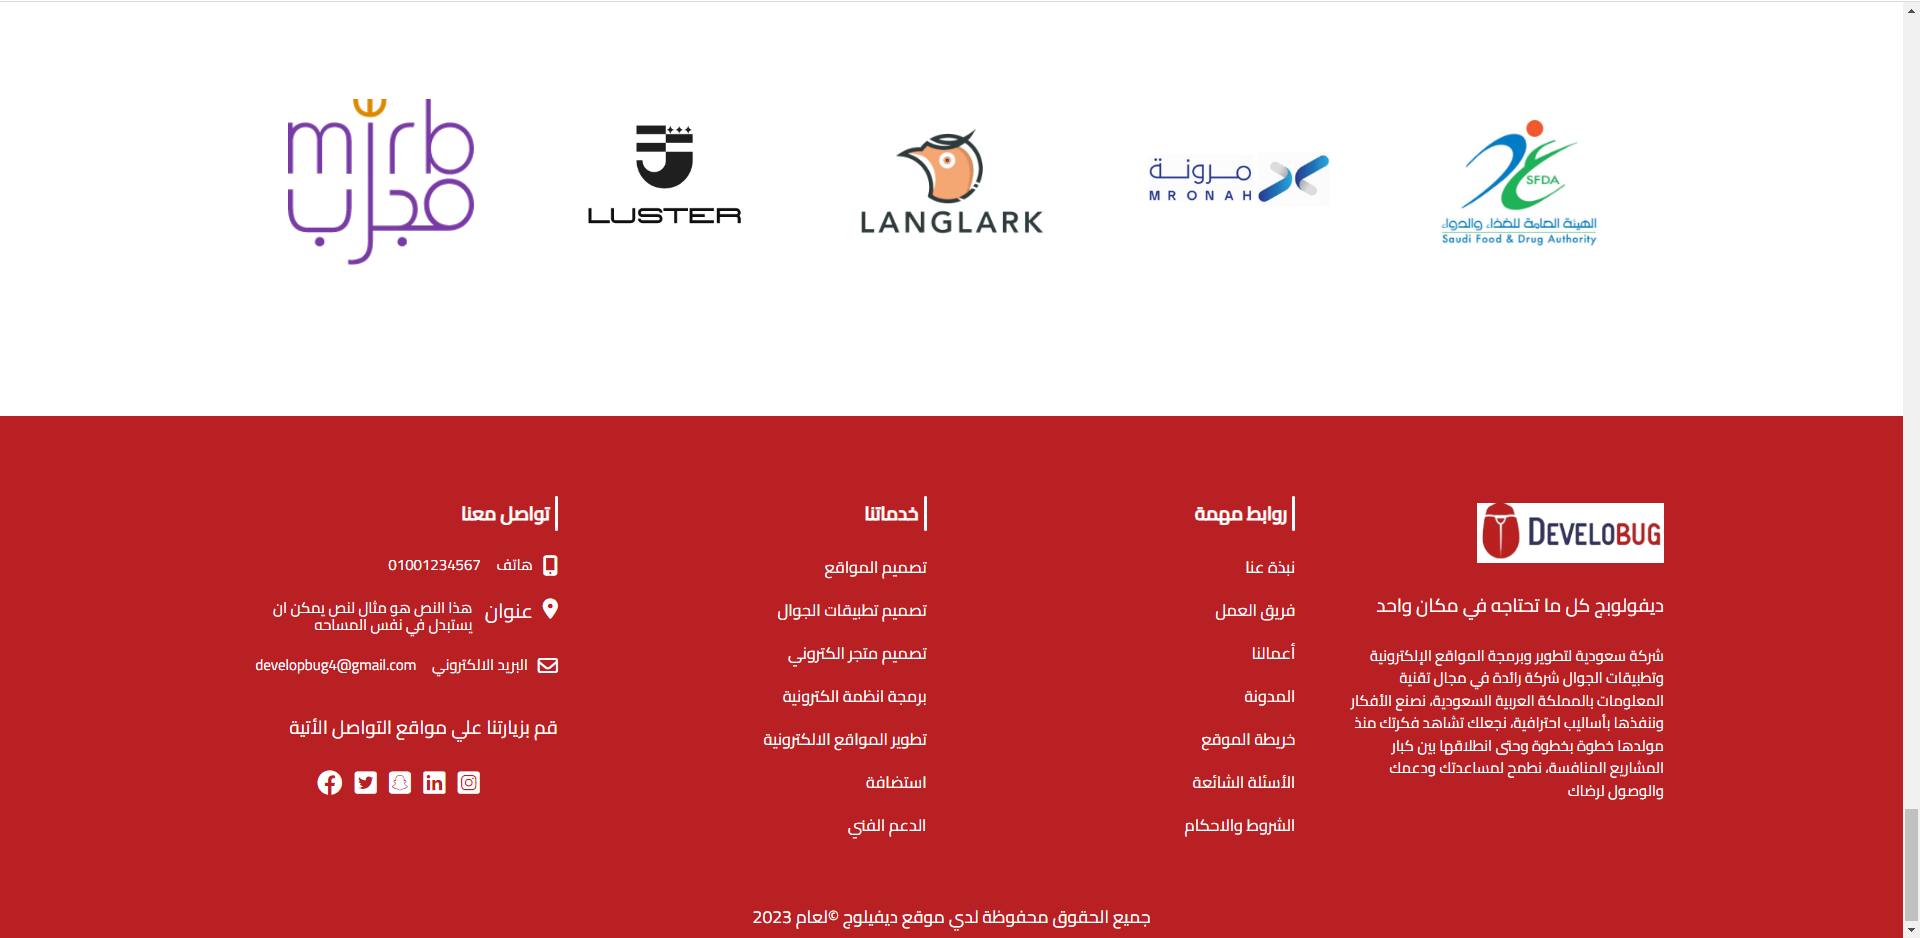 الهيئة العامة للغذاء والدواء
Saudi Food & Drug Authority
SFDA
مرونة
MRONAH
LANGLARK
LUSTER
mjrb
مجرب
DEVELOBUG
ديفولوبج كل ما تحتاجه في مكان واحد
شركة سعودية لتطوير وبرمجة المواقع الإلكترونية
وتطبيقات الجوال شركة رائدة في مجال تقنية
المعلومات بالمملكة العربية السعودية، نصنع الأفكار
وننفذها بأساليب احترافية، نجعلك تشاهد فكرتك منذ
مولدها خطوة بخطوة وحتى انطلاقها بين كبار
المشاريع المنافسة، نطمح لمساعدتك ودعمك
والوصول لرضاك
روابط مهمة
نبذة عنا
فريق العمل
أعمالنا
المدونة
خريطة الموقع
الأسئلة الشائعة
الشروط والاحكام
خدماتنا
تصميم المواقع
تصميم تطبيقات الجوال
تصميم متجر الكتروني
برمجة انظمة الكترونية
تطوير المواقع الالكترونية
استضافة
الدعم الفني
تواصل معنا
هاتف 01001234567
عنوان هذا النص هو مثال لنص يمكن ان
يستبدل في نفس المساحه
البريد الالكتروني developbug4@gmail.com
قم بزيارتنا علي مواقع التواصل الأتية
جميع الحقوق محفوظة لدي موقع ديفيلوج ©لعام 2023